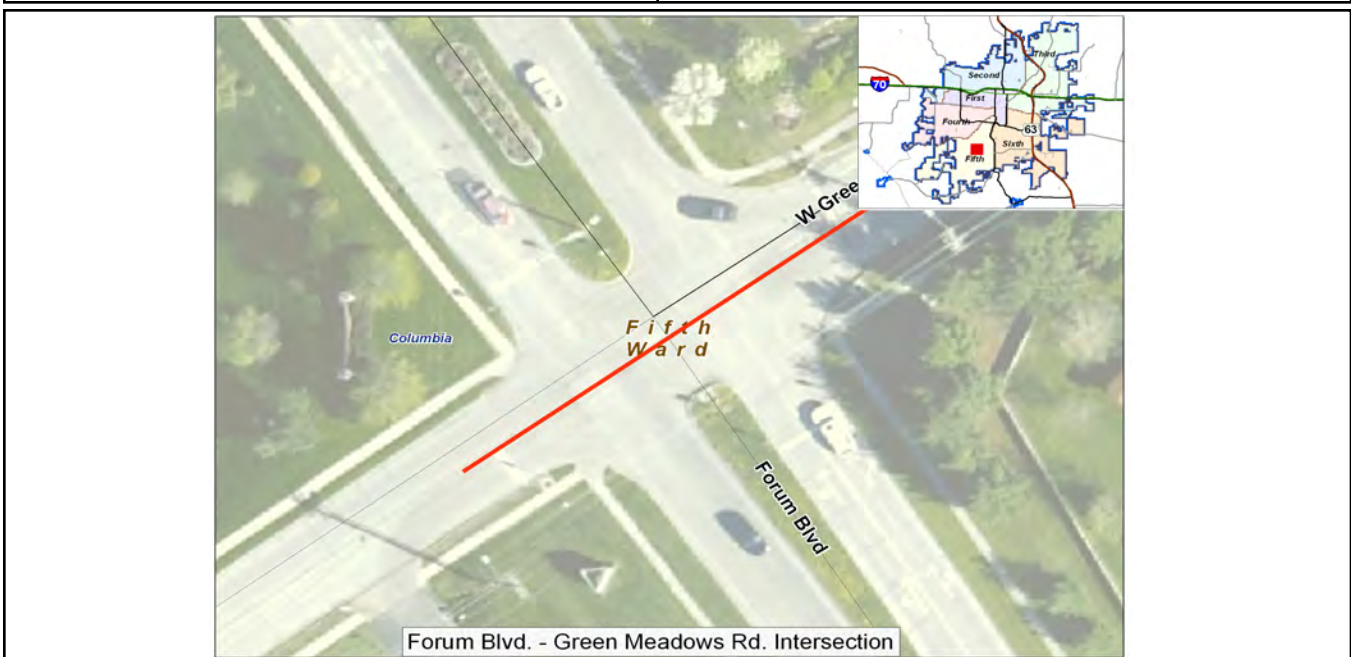 Third
Second
70
First
Fourth
63
Sixth
Fifth
W Gree
Fifth
Ward
Columbia
Forum Blvd
Forum Blvd. - Green Meadows Rd. Intersection